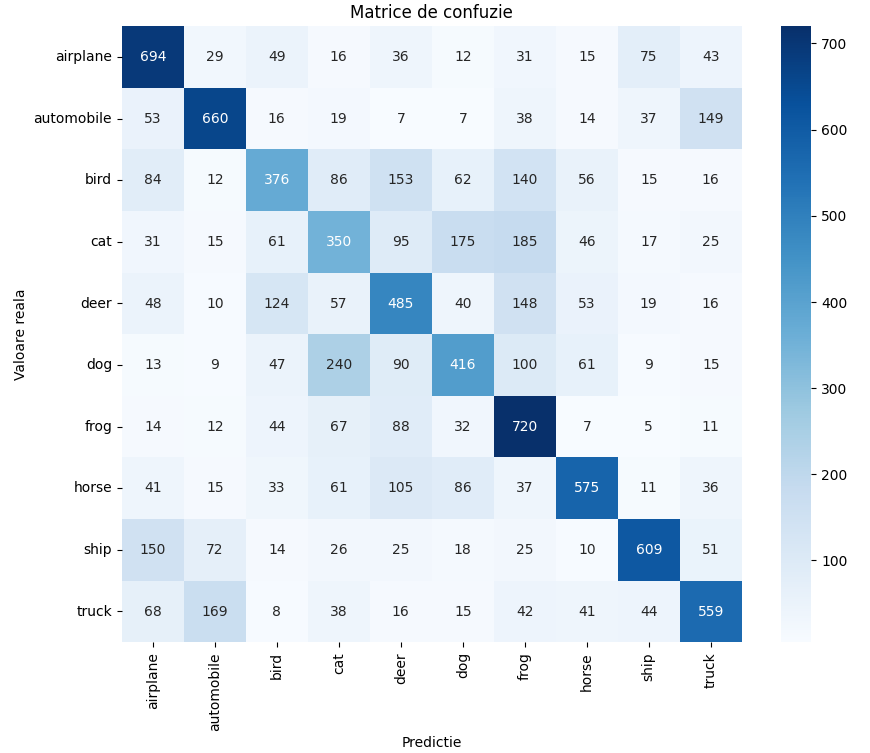 Matrice de confuzie
airplane 694 29 49 16 36 12 31 15 75 43
automobile 53 660 16 19 7 7 38 14 37 149
bird 84 12 376 86 153 62 140 56 15 16
cat 31 15 61 350 95 175 185 46 17 25
deer 48 10 124 57 485 40 148 53 19 16
dog 13 9 47 240 90 416 100 61 9 15
frog 14 12 44 67 88 32 720 7 5 11
horse 41 15 33 61 105 86 37 575 11 36
ship 150 72 14 26 25 18 25 10 609 51
truck 68 169 8 38 16 15 42 41 44 559
airplane automobile bird cat deer dog frog horse ship truck
Predictie
Valoare reala
700
600
500
400
300
200
100